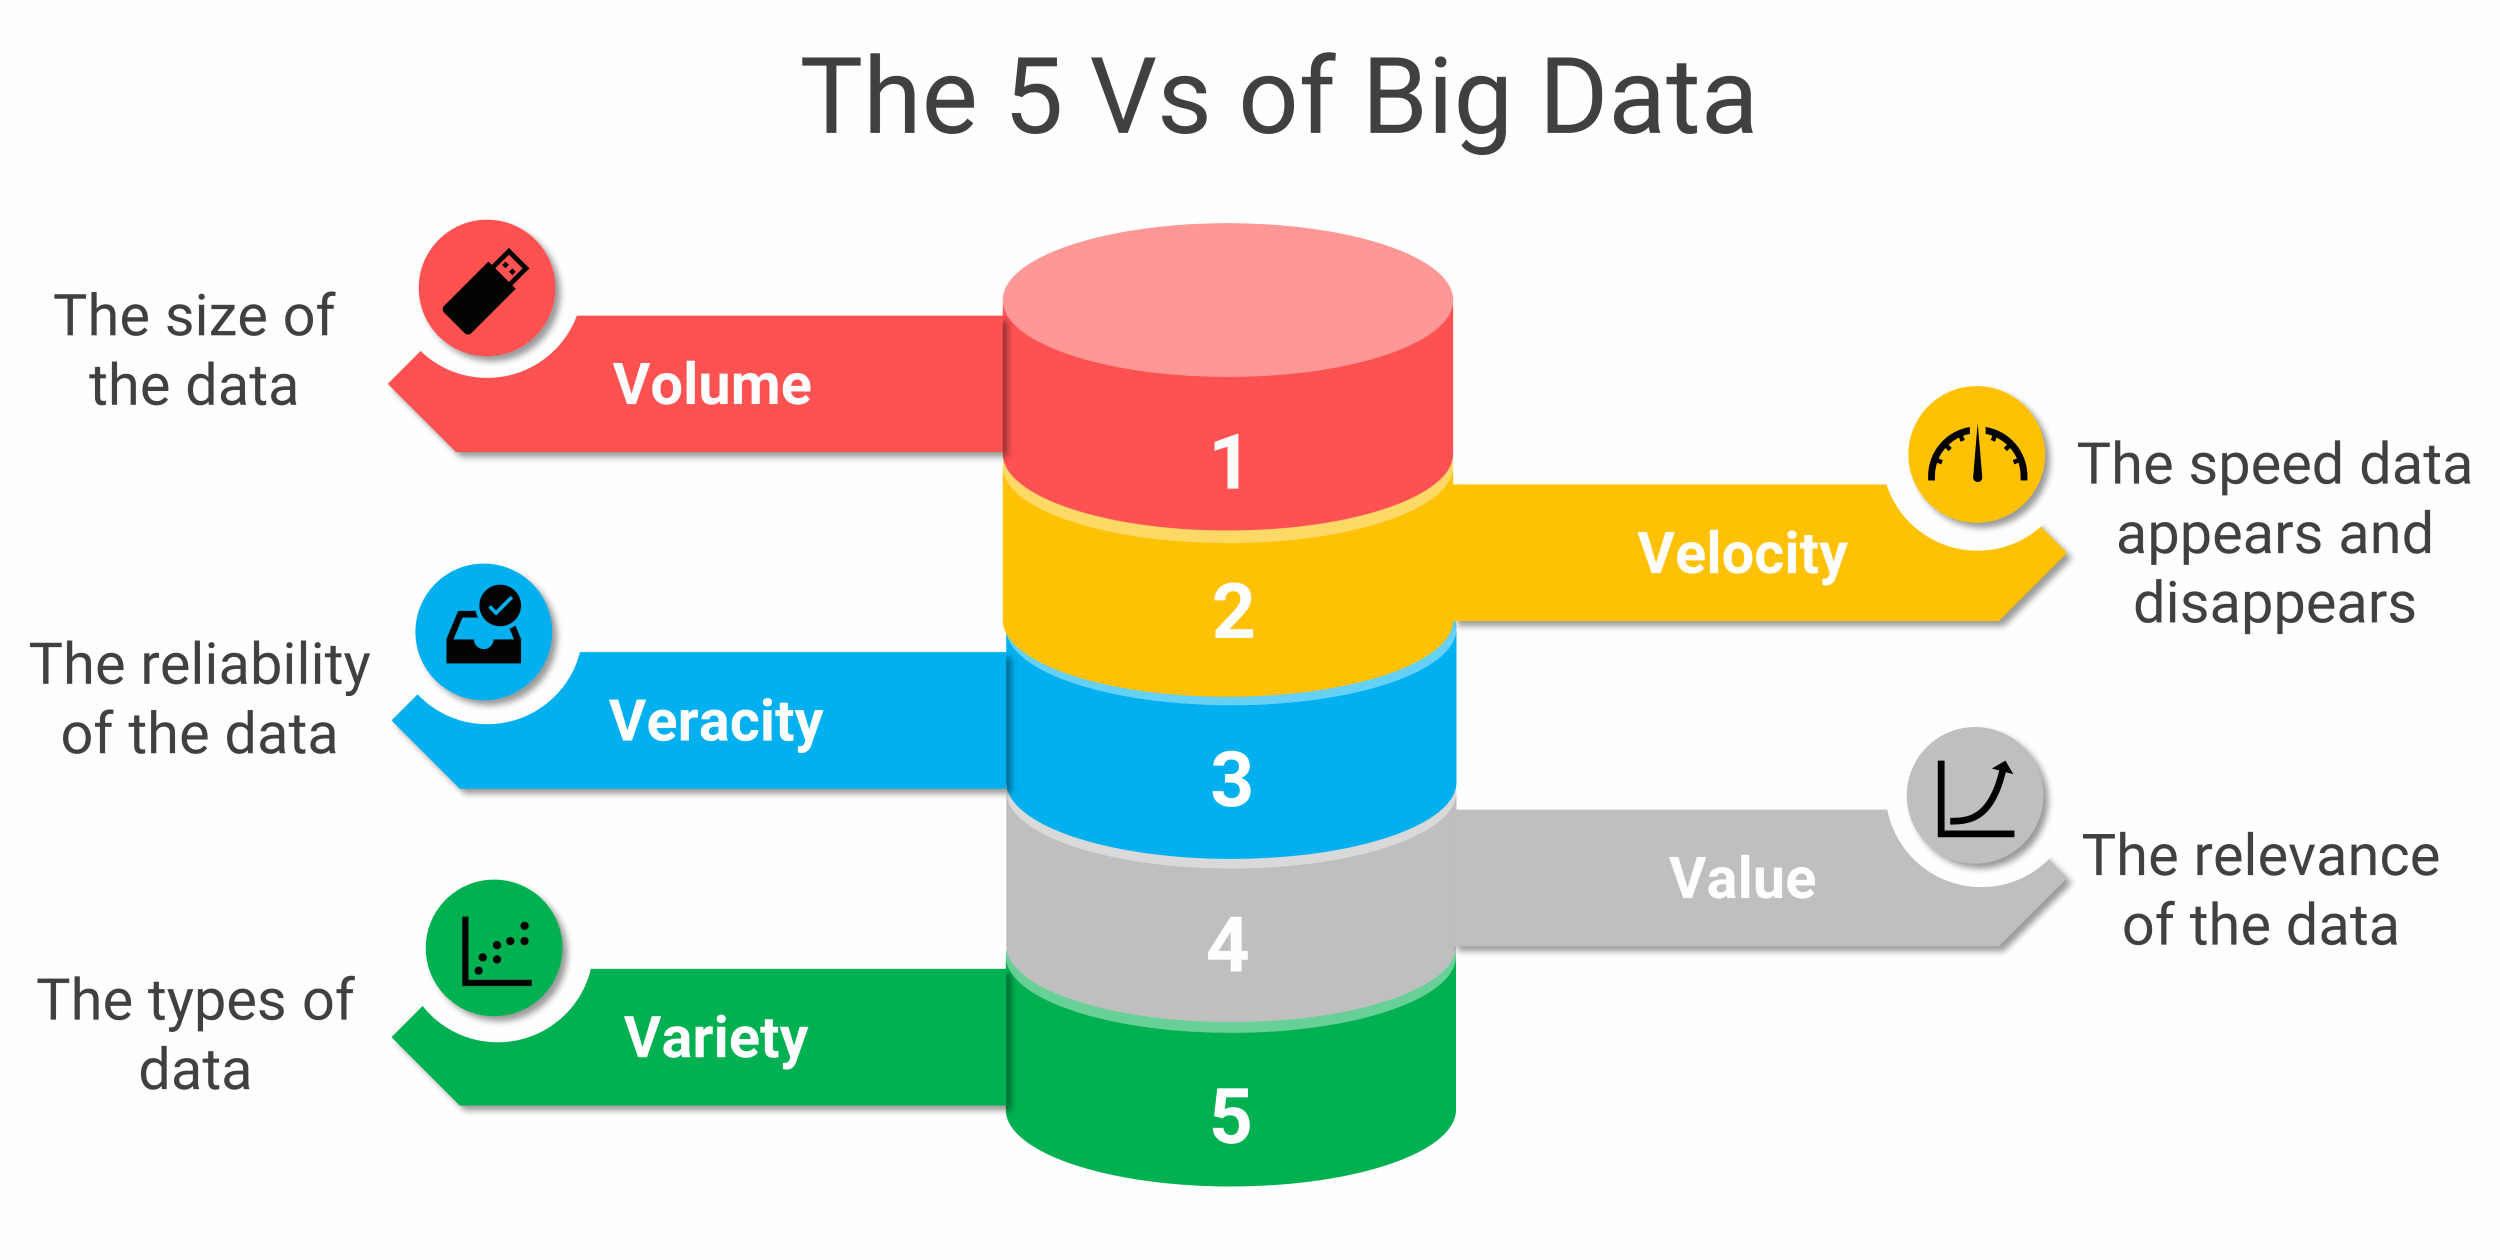 The 5 Vs of Big Data
The size of
the data
Volume
1
Velocity
The speed data
appears and
disappears
2
The reliability
of the data
Veracity
3
Value
The relevance
of the data
4
The types of
data
Variety
5